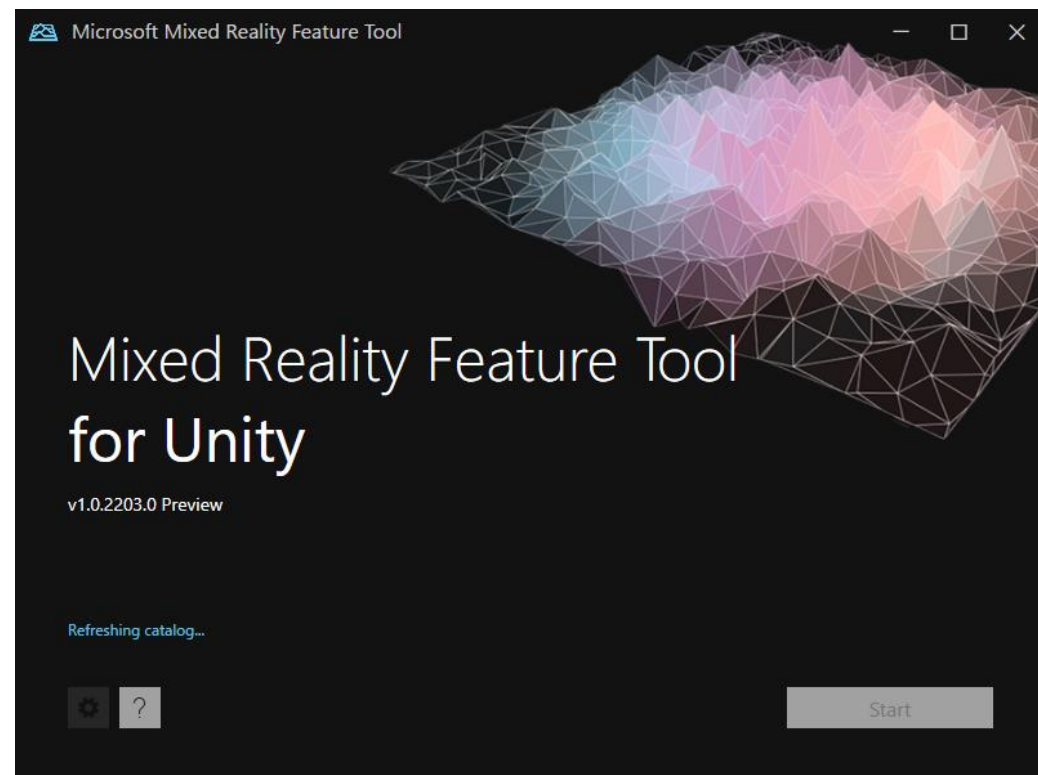 Microsoft Mixed Reality Feature Tool
Mixed Reality Feature Tool
for Unity
v1.0.2203.0 Preview
Refreshing catalog...
?
Start